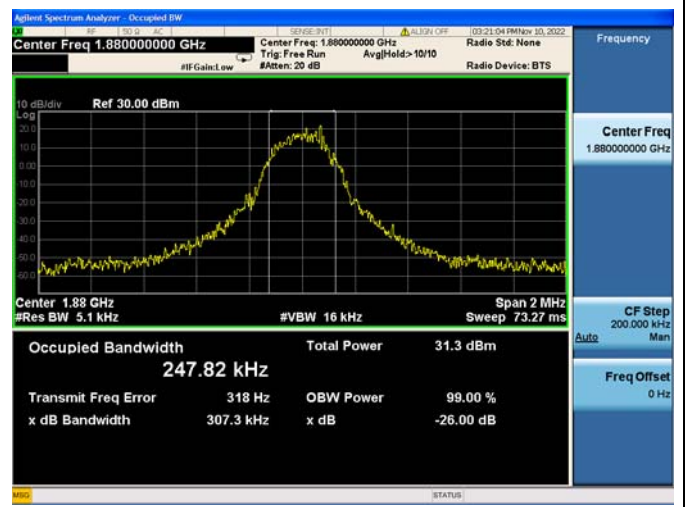 Agilent Spectrum Analyzer - Occupied BW
RF 50 Ω AC SENSE:INT ALIGN OFF 03:21:04 PM Nov 10, 2022
Center Freq 1.880000000 GHz
Center Freq: 1.880000000 GHz Radio Std: None
Trig: Free Run Avg|Hold:> 10/10
#IFGain:Low #Atten: 20 dB Radio Device: BTS
10 dB/div Ref 30.00 dBm
Log
20.0
10.0
0.00
-10.0
-20.0
-30.0
-40.0
-50.0
-60.0
Center 1.88 GHz Span 2 MHz
#Res BW 5.1 kHz #VBW 16 kHz Sweep 73.27 ms
Occupied Bandwidth Total Power 31.3 dBm
247.82 kHz
Transmit Freq Error 318 Hz OBW Power 99.00 %
x dB Bandwidth 307.3 kHz x dB -26.00 dB
Frequency
Center Freq
1.880000000 GHz
CF Step
200.000 kHz
Auto Man
Freq Offset
0 Hz
MSG STATUS